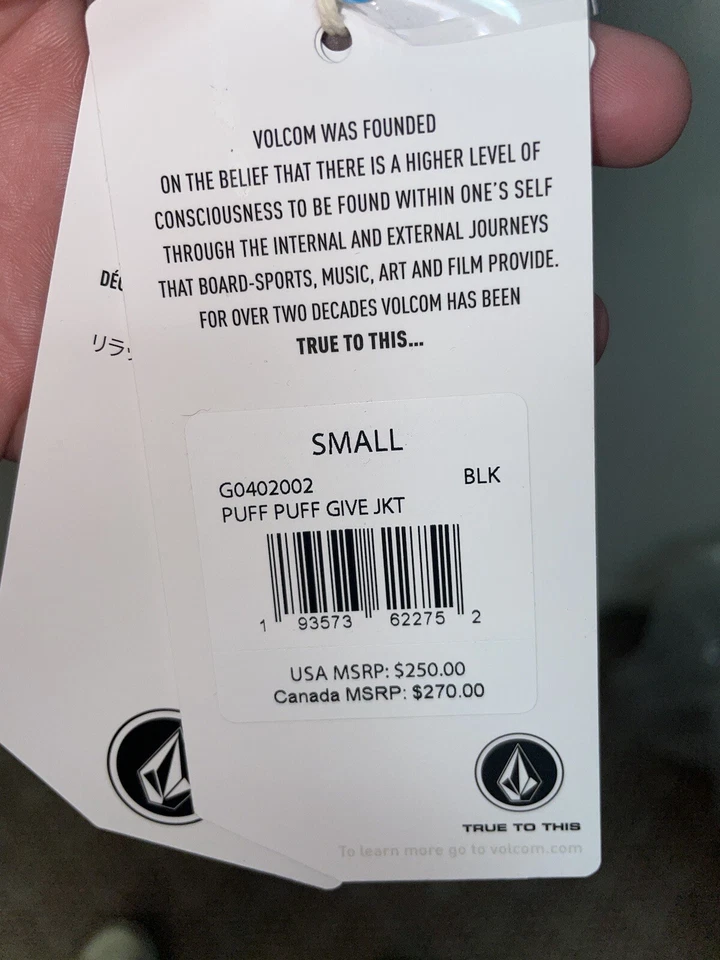 VOLCOM WAS FOUNDED
ON THE BELIEF THAT THERE IS A HIGHER LEVEL OF
CONSCIOUSNESS TO BE FOUND WITHIN ONE'S SELF
THROUGH THE INTERNAL AND EXTERNAL JOURNEYS
THAT BOARD-SPORTS, MUSIC, ART AND FILM PROVIDE.
FOR OVER TWO DECADES VOLCOM HAS BEEN
TRUE TO THIS...
DÉ
リラ
SMALL
G0402002 BLK
PUFF PUFF GIVE JKT
1 93573 62275 2
USA MSRP: $250.00
Canada MSRP: $270.00
TRUE TO THIS
To learn more go to volcom.com